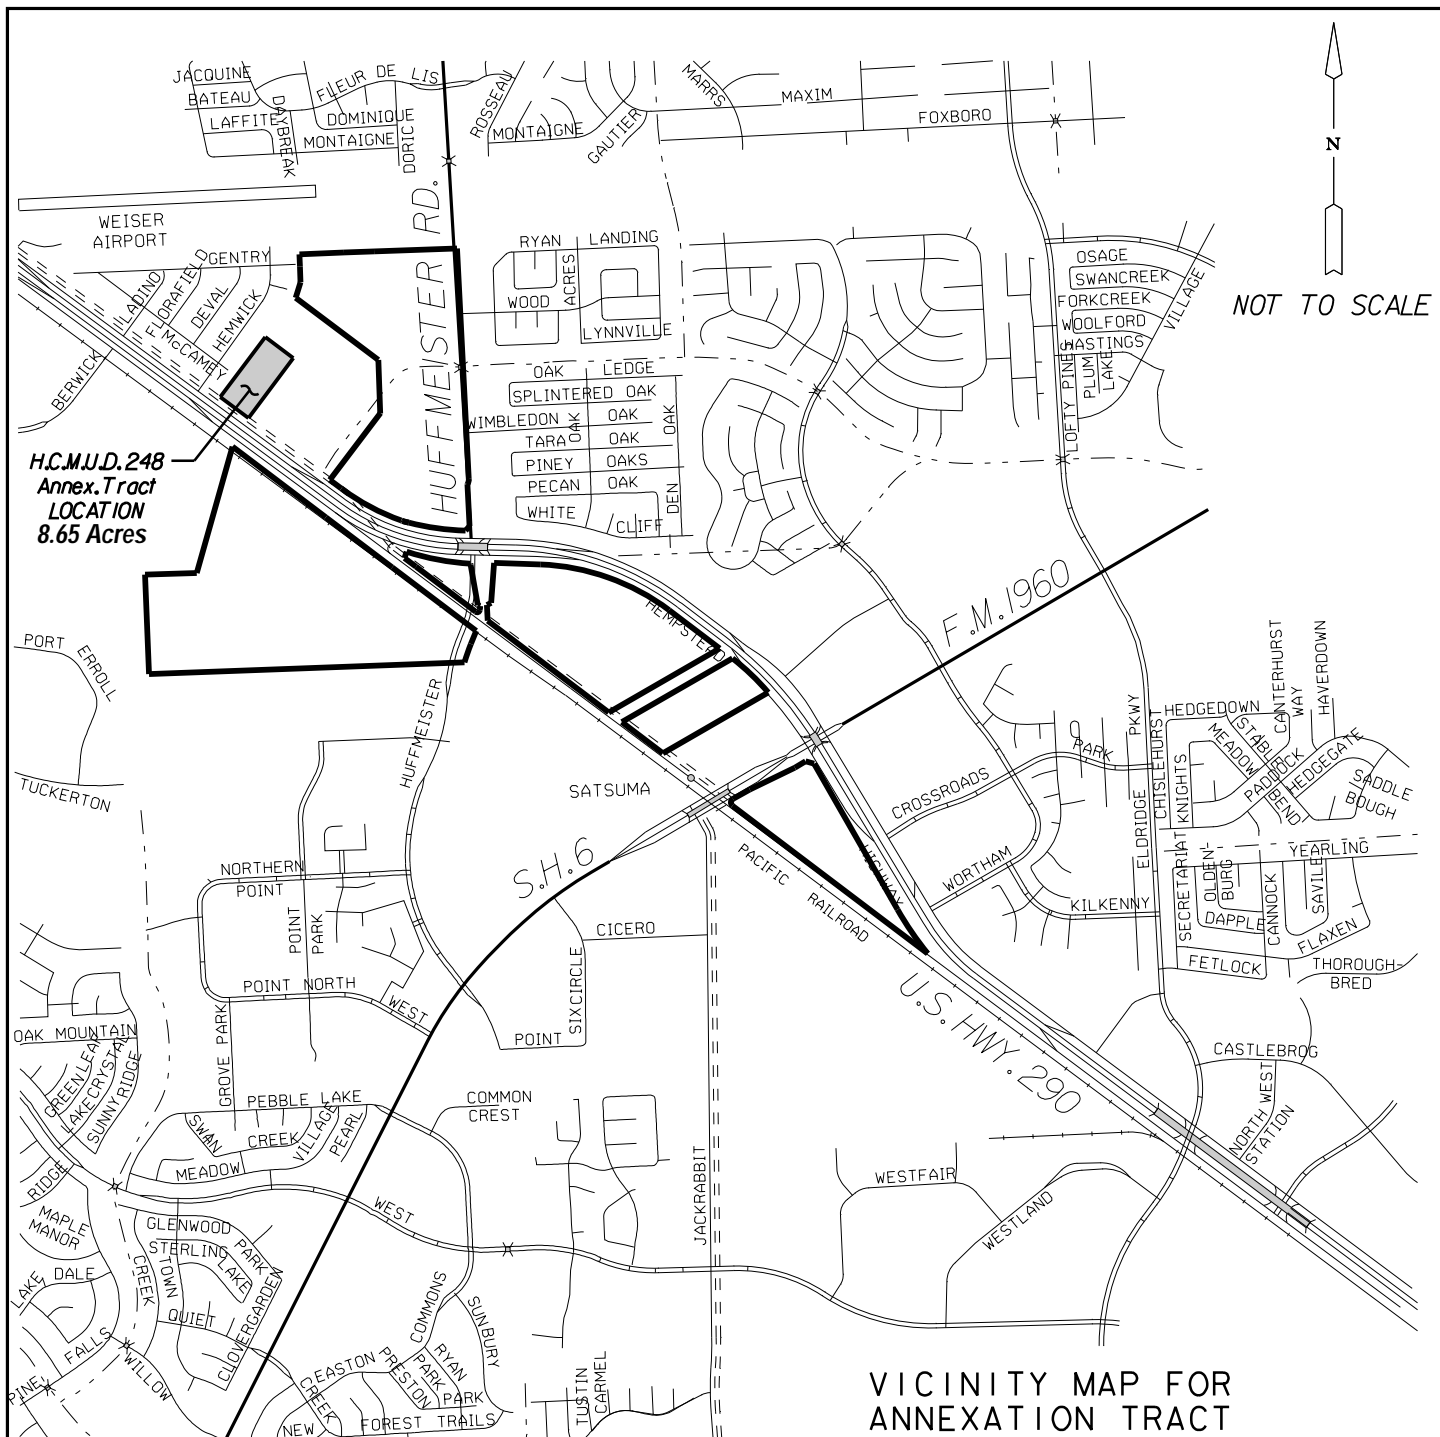 JACQUINE
BATEAU
LAFFITE
DAYBREAK
FLEUR DE LIS
DOMINIQUE
MONTAIGNE
DORIC
ROSSEAU
MONTAIGNE
GAUTIER
MARRS
MAXIM
FOXBORO
N
NOT TO SCALE
WEISER
AIRPORT
GENTRY
LADINO
FLORAFIELD
DEVAL
HEMWICK
McCAMEY
BERWICK
HUFFMEISTER RD.
RYAN LANDING
WOOD
ACRES
LYNNVILLE
OAK LEDGE
SPLINTERED OAK
WIMBLEDON OAK
OAK
TARA OAK
PINEY OAKS
PECAN OAK
WHITE
CLIFF
DEN OAK
OSAGE
SWANCREEK
FORKCREEK
WOOLFORD
HASTINGS
VILLAGE
PLUM
LAKE
LOFTY PINES
H.C.M.U.D. 248
Annex. Tract
LOCATION
8.65 Acres
PORT ERROLL
TUCKERTON
HUFFMEISTER
HEMPSTEAD
HIGHWAY
F.M. 1960
SATSUMA
S.H. 6
PACIFIC RAILROAD
U.S. HWY. 290
CROSSROADS
PARK
WORTHAM
KILKENNY
ELDRIDGE PKWY
CHISLEHURST
HEDGEDOWN
CANTERHURST
WAY
HAVERDOWN
STABLE
MEADOW
PADDOCK
BEND
HEDGEGATE
SADDLE
BOUGH
KNIGHTS
SECRETARIAT
YEARLING
OLDEN-
BURG
CANNOCK
SAVILE
DAPPLE
FLAXEN
FETLOCK
THOROUGH-
BRED
NORTHERN
POINT
POINT
PARK
POINT NORTH
WEST
GROVE PARK
CICERO
SIXCIRCLE
POINT
JACKRABBIT
OAK MOUNTAIN
GREEN LEAF
LAKE CRYSTAL
SUNNY RIDGE
PEBBLE LAKE
SWAN
CREEK
VILLAGE
PEARL
MEADOW
COMMON
CREST
WEST
CASTLEBROG
NORTH WEST
STATION
WESTFAIR
WESTLAND
RIDGE
MAPLE
MANOR
GLENWOOD
PARK
STERLING
LAKE
TOWN
CREEK
LAKE
DALE
QUIET
CLOVERGARDEN
FALLS
WILLOW
PINE
CREEK
NEW
EASTON
PRESTON
PARK
RYAN
PARK
COMMONS
SUNBURY
FOREST TRAILS
TUSTIN
CARMEL
VICINITY MAP FOR
ANNEXATION TRACT